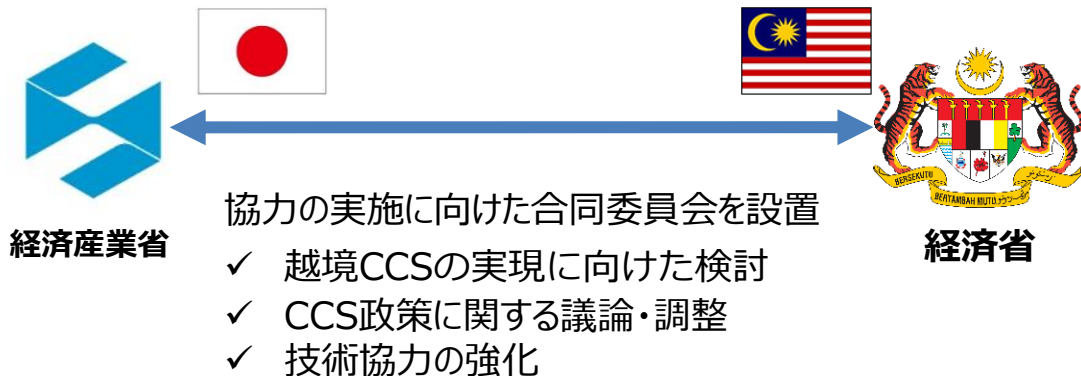 BERSEKUTU
BERTAMBAH MUTU
経済産業省
経済省
協力の実施に向けた合同委員会を設置
✓ 越境CCSの実現に向けた検討
✓ CCS政策に関する議論・調整
✓ 技術協力の強化